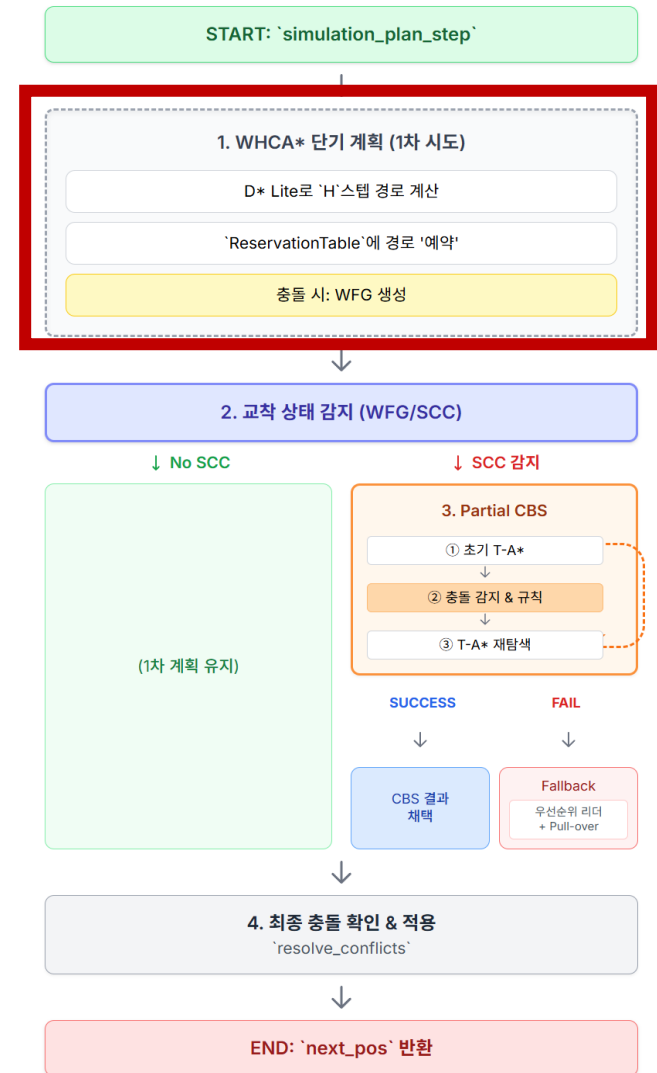 START: `simulation_plan_step`
1. WHCA* 단기 계획 (1차 시도)
D* Lite로 `H`스텝 경로 계산
`ReservationTable`에 경로 '예약'
충돌 시: WFG 생성
2. 교착 상태 감지 (WFG/SCC)
↓ No SCC
↓ SCC 감지
3. Partial CBS
① 초기 T-A*
↓
② 충돌 감지 & 규칙
↓
③ T-A* 재탐색
(1차 계획 유지)
SUCCESS
FAIL
CBS 결과
채택
Fallback
우선순위 리더
+ Pull-over
4. 최종 충돌 확인 & 적용
`resolve_conflicts`
END: `next_pos` 반환